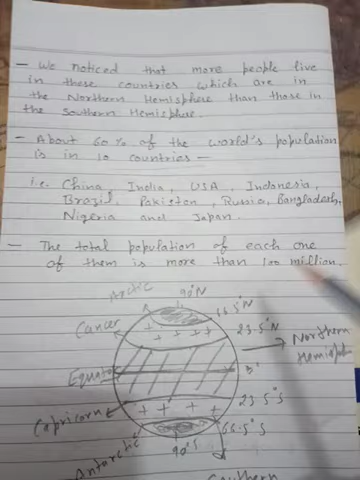 - We noticed that more people live
in these countries which are in
the Northern Hemisphere than those in
the Southern Hemisphere.
- About 60% of the world's population
is in 10 countries -
i.e. China, India, USA, Indonesia,
Brazil, Pakistan, Russia, Bangladesh,
Nigeria and Japan.
- The total population of each one
of them is more than 100 million.
Arctic 90°N 66.5°N
Cancer 23.5°N
Northern
Equator
Capricorn 23.5°S
66.5°S
Antarctic 90°S
Southern